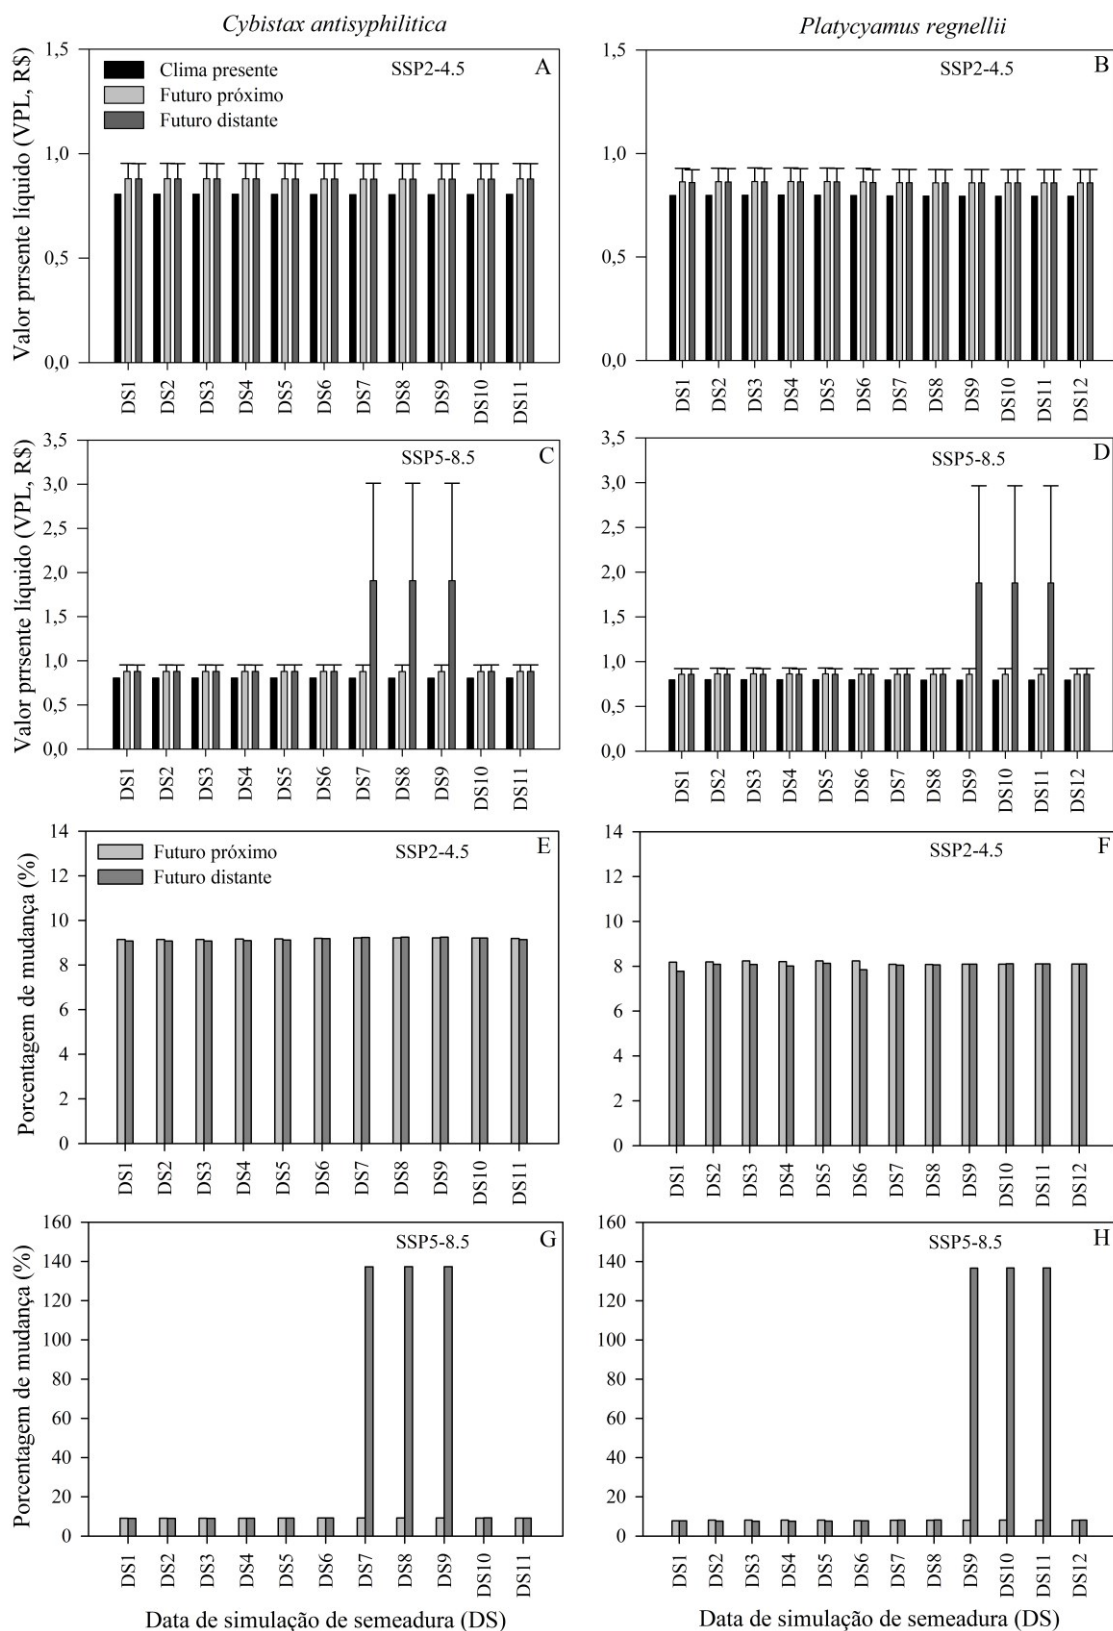 Cybistax antisyphilitica
Platycyamus regnellii
Valor prrsente líquido (VPL, R$)
1,5
1,0
0,5
0,0
Clima presente
Futuro próximo
Futuro distante
SSP2-4.5
A
DS1 DS2 DS3 DS4 DS5 DS6 DS7 DS8 DS9 DS10 DS11
1,5
1,0
0,5
0,0
SSP2-4.5
B
DS1 DS2 DS3 DS4 DS5 DS6 DS7 DS8 DS9 DS10 DS11 DS12
Valor prsente líquido (VPL, R$)
3,5
3,0
2,5
2,0
1,5
1,0
0,5
0,0
SSP5-8.5
C
DS1 DS2 DS3 DS4 DS5 DS6 DS7 DS8 DS9 DS10 DS11
3,5
3,0
2,5
2,0
1,5
1,0
0,5
0,0
SSP5-8.5
D
DS1 DS2 DS3 DS4 DS5 DS6 DS7 DS8 DS9 DS10 DS11 DS12
Porcentagem de mudança (%)
14
12
10
8
6
4
2
0
Futuro próximo
Futuro distante
SSP2-4.5
E
DS1 DS2 DS3 DS4 DS5 DS6 DS7 DS8 DS9 DS10 DS11
14
12
10
8
6
4
2
0
SSP2-4.5
F
DS1 DS2 DS3 DS4 DS5 DS6 DS7 DS8 DS9 DS10 DS11 DS12
Porcentagem de mudança (%)
160
140
120
100
80
60
40
20
0
SSP5-8.5
G
DS1 DS2 DS3 DS4 DS5 DS6 DS7 DS8 DS9 DS10 DS11
Data de simulação de semeadura (DS)
160
140
120
100
80
60
40
20
0
SSP5-8.5
H
DS1 DS2 DS3 DS4 DS5 DS6 DS7 DS8 DS9 DS10 DS11 DS12
Data de simulação de semeadura (DS)